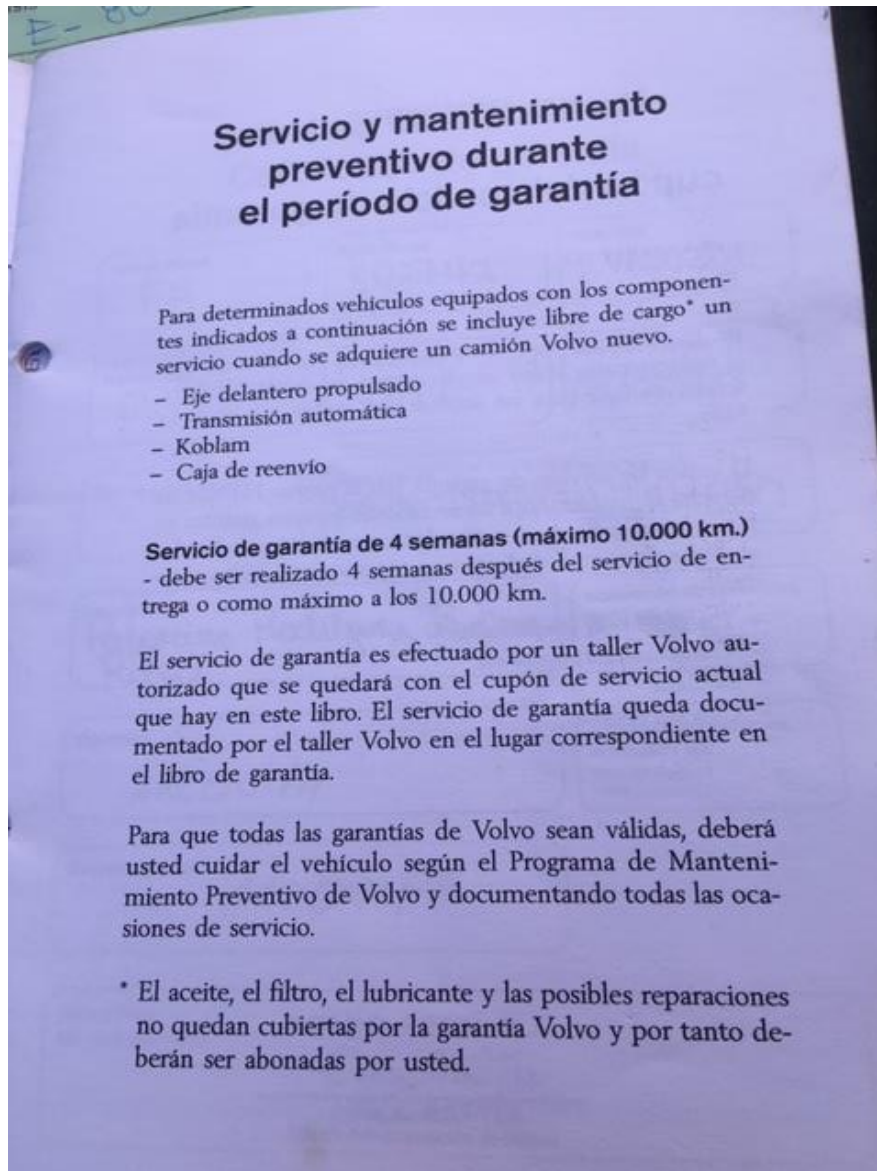 E- 80
Servicio y mantenimiento
preventivo durante
el período de garantía
Para determinados vehículos equipados con los componen-
tes indicados a continuación se incluye libre de cargo* un
servicio cuando se adquiere un camión Volvo nuevo.
– Eje delantero propulsado
– Transmisión automática
– Koblam
– Caja de reenvío
Servicio de garantía de 4 semanas (máximo 10.000 km.)
- debe ser realizado 4 semanas después del servicio de en-
trega o como máximo a los 10.000 km.
El servicio de garantía es efectuado por un taller Volvo au-
torizado que se quedará con el cupón de servicio actual
que hay en este libro. El servicio de garantía queda docu-
mentado por el taller Volvo en el lugar correspondiente en
el libro de garantía.
Para que todas las garantías de Volvo sean válidas, deberá
usted cuidar el vehículo según el Programa de Manteni-
miento Preventivo de Volvo y documentando todas las oca-
siones de servicio.
* El aceite, el filtro, el lubricante y las posibles reparaciones
no quedan cubiertas por la garantía Volvo y por tanto de-
berán ser abonadas por usted.